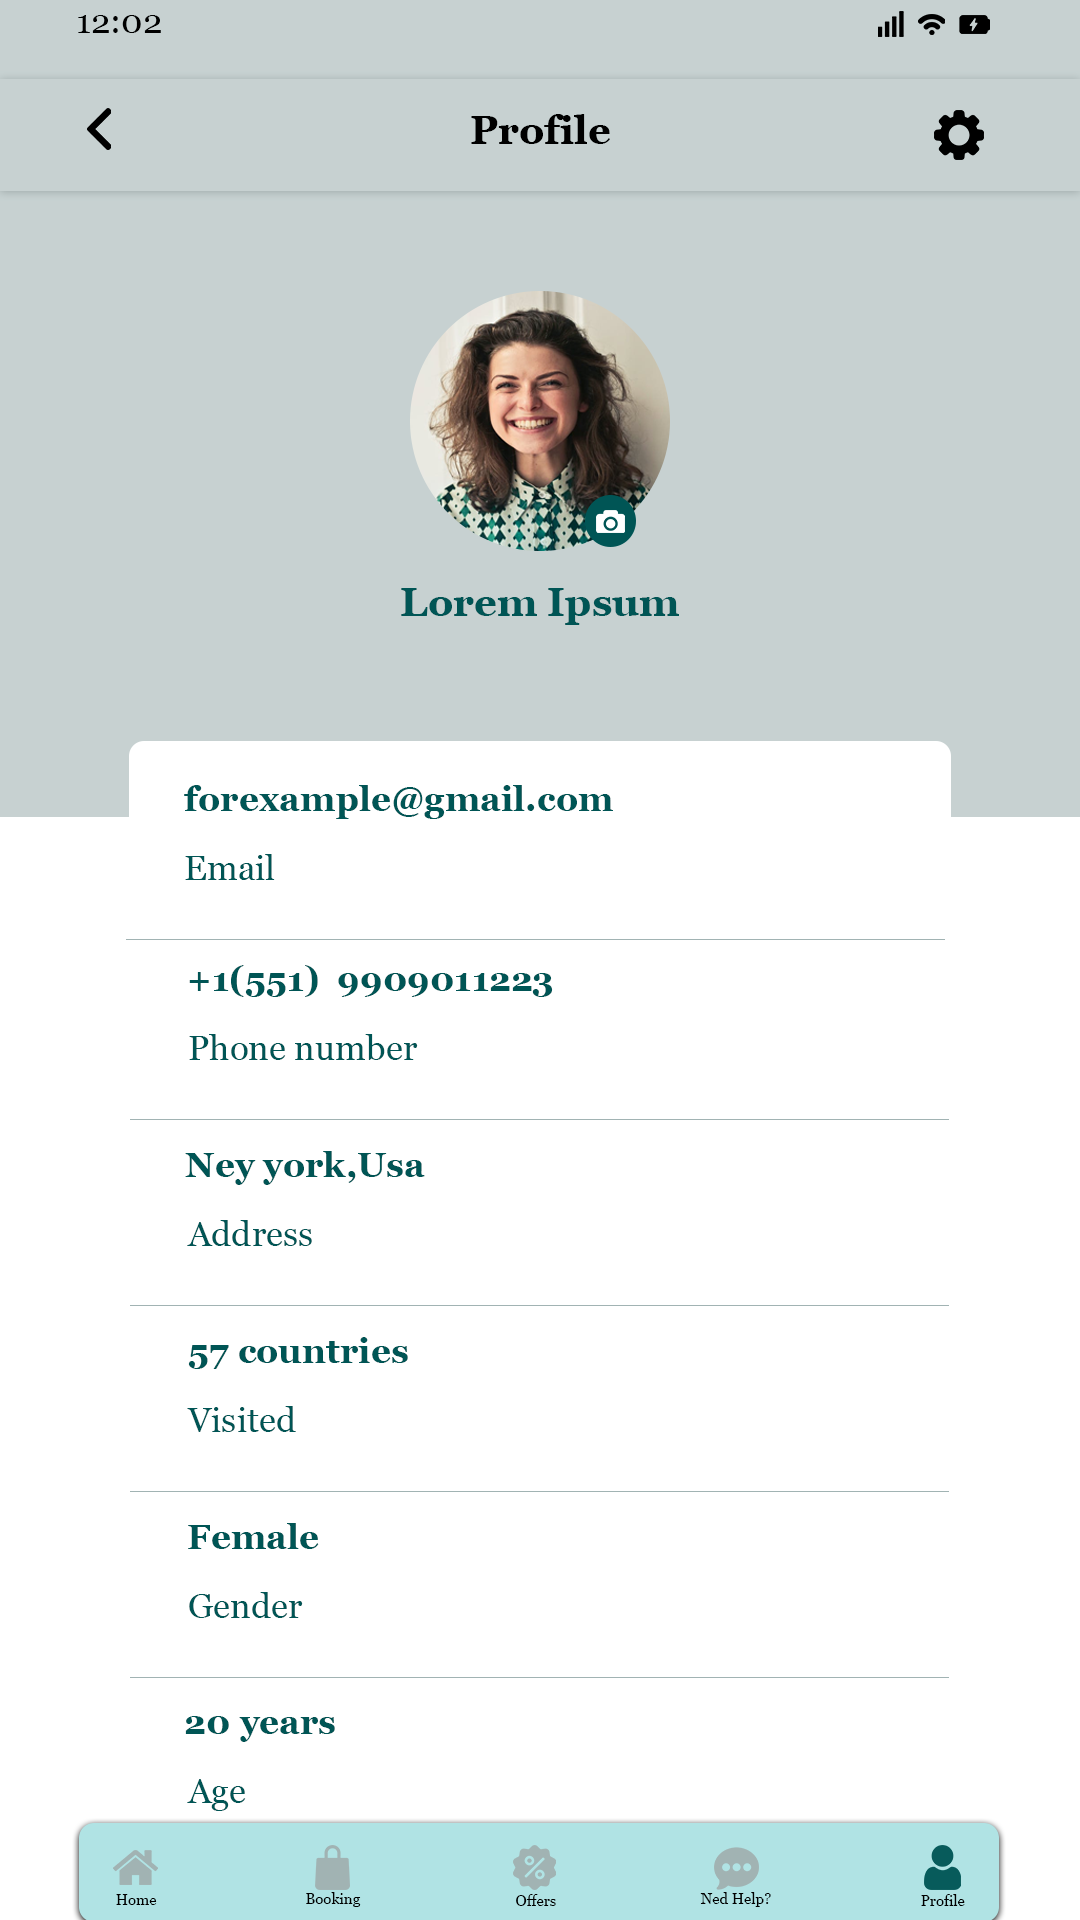 12:02
Profile
Lorem Ipsum
forexample@gmail.com
Email
+1(551)  9909011223
Phone number
Ney york,Usa
Address
57 countries
Visited
Female
Gender
20 years
Age
Home
Booking
Offers
Ned Help?
Profile